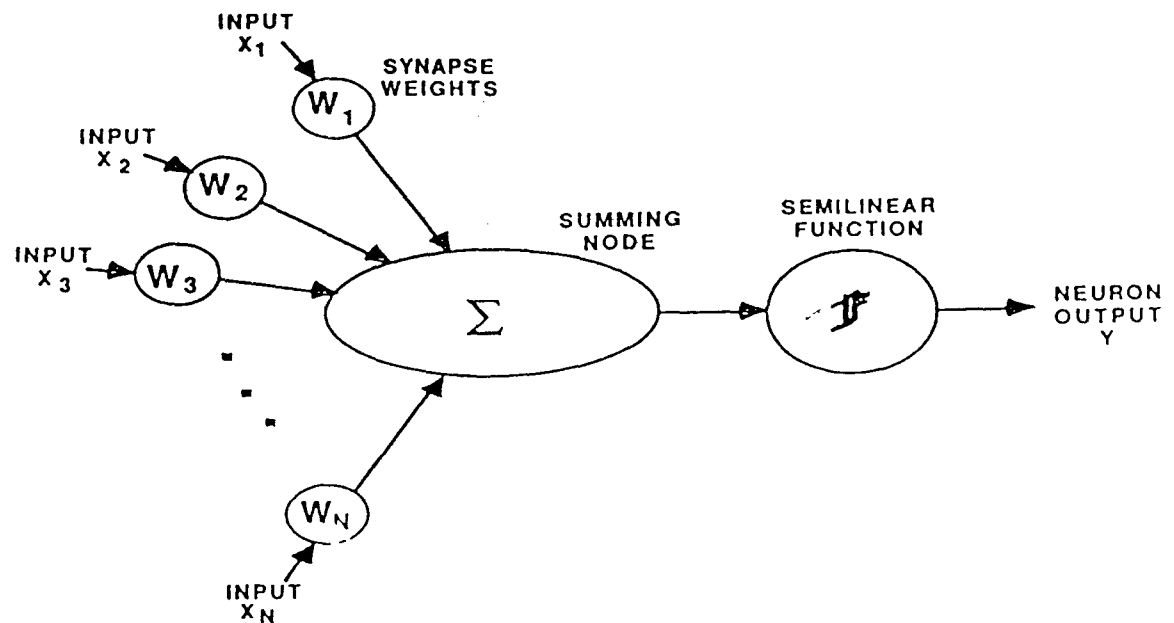 INPUT
X1
SYNAPSE
WEIGHTS
W1
INPUT
X2
W2
INPUT
X3
W3
SUMMING
NODE
Σ
SEMILINEAR
FUNCTION
NEURON
OUTPUT
Y
WN
INPUT
XN